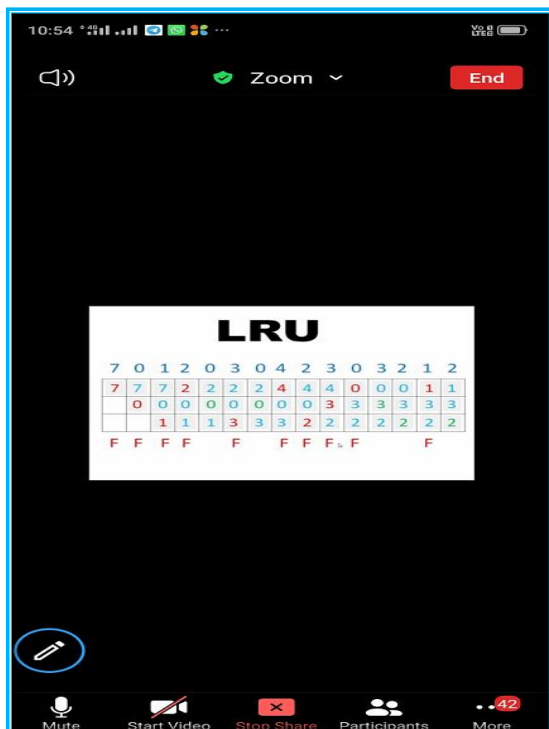 10:54
4G
Vo
LTE
Zoom
End
LRU
7 0 1 2 0 3 0 4 2 3 0 3 2 1 2
7 7 7 2 2 2 2 4 4 4 0 0 0 1 1
0 0 0 0 0 0 0 0 3 3 3 3 3 3
1 1 1 3 3 3 2 2 2 2 2 2 2
F F F F F F F F F F
42
Mute Start Video Stop Share Participants More